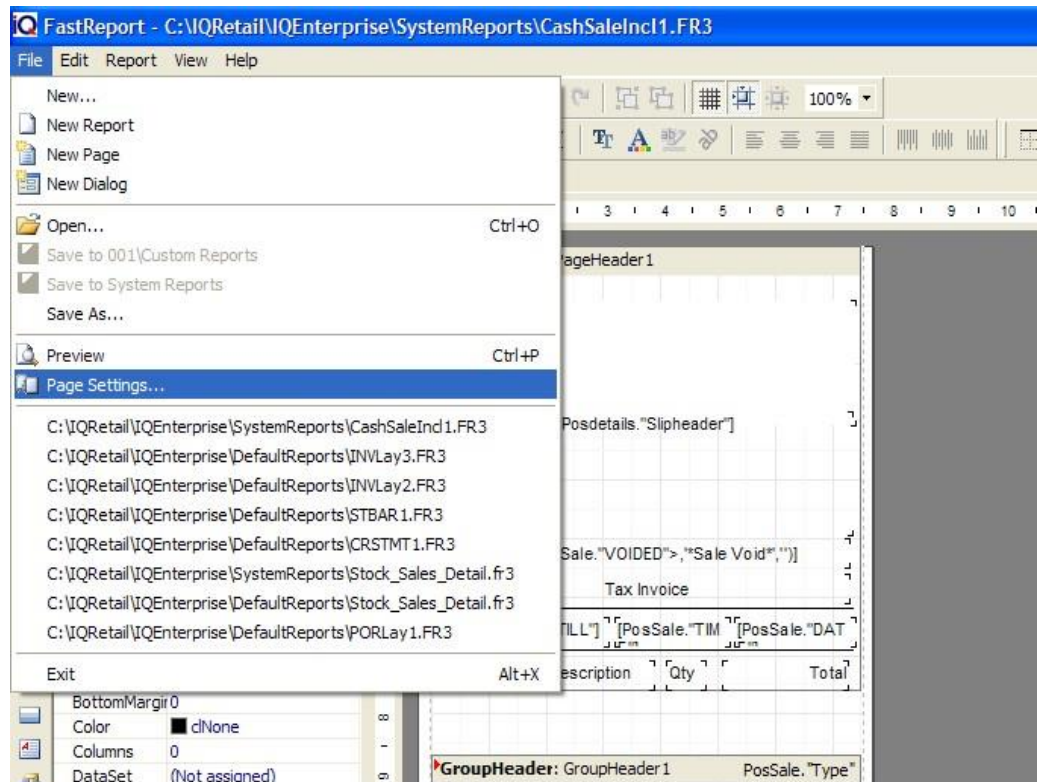 FastReport - C:\IQRetail\IQEnterprise\SystemReports\CashSaleIncl1.FR3
File Edit Report View Help
100%
New...
New Report
New Page
New Dialog
Open... Ctrl+O
Save to 001\Custom Reports
Save to System Reports
Save As...
Preview Ctrl+P
Page Settings...
C:\IQRetail\IQEnterprise\SystemReports\CashSaleIncl1.FR3
C:\IQRetail\IQEnterprise\DefaultReports\INVLay3.FR3
C:\IQRetail\IQEnterprise\DefaultReports\INVLay2.FR3
C:\IQRetail\IQEnterprise\DefaultReports\STBAR1.FR3
C:\IQRetail\IQEnterprise\DefaultReports\CRSTMT1.FR3
C:\IQRetail\IQEnterprise\SystemReports\Stock_Sales_Detail.fr3
C:\IQRetail\IQEnterprise\DefaultReports\Stock_Sales_Detail.fr3
C:\IQRetail\IQEnterprise\DefaultReports\PORLay1.FR3
Exit Alt+X
3 4 5 6 7 8 9 10
PageHeader1
Posdetails."Slipheader"]
Sale."VOIDED">,"*Sale Void*",'')]
Tax Invoice
TILL"] [PosSale."TIM [PosSale."DAT
escription Qty Total
BottomMargin 0
Color clNone
Columns 0
DataSet (Not assigned)
8
9
GroupHeader: GroupHeader1 PosSale."Type"